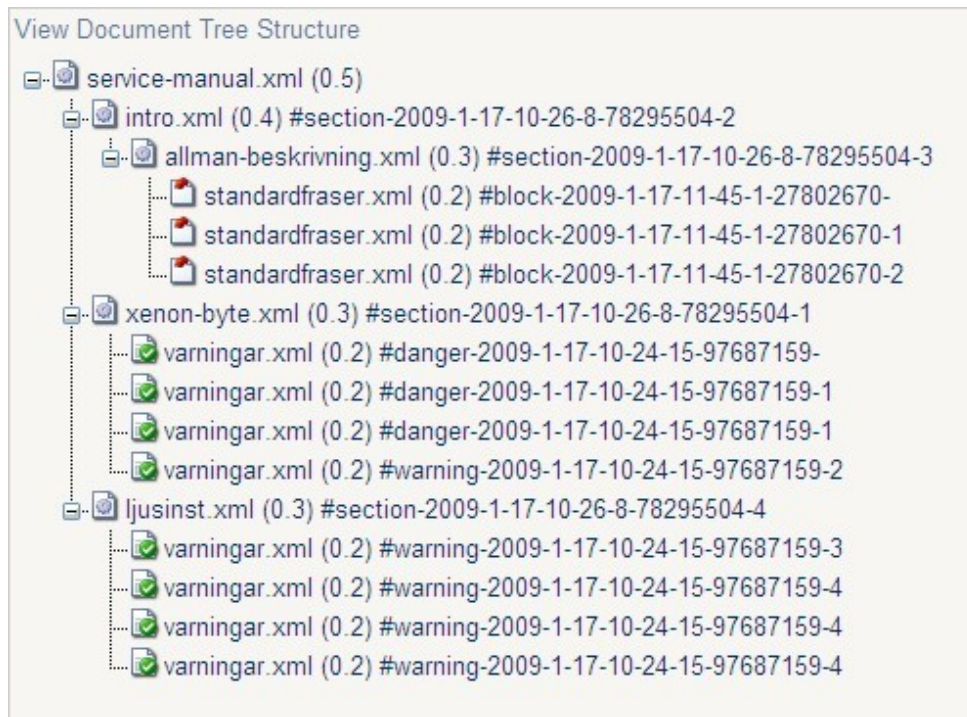 View Document Tree Structure
service-manual.xml (0.5)
intro.xml (0.4) #section-2009-1-17-10-26-8-78295504-2
allman-beskrivning.xml (0.3) #section-2009-1-17-10-26-8-78295504-3
standardfraser.xml (0.2) #block-2009-1-17-11-45-1-27802670-
standardfraser.xml (0.2) #block-2009-1-17-11-45-1-27802670-1
standardfraser.xml (0.2) #block-2009-1-17-11-45-1-27802670-2
xenon-byte.xml (0.3) #section-2009-1-17-10-26-8-78295504-1
varningar.xml (0.2) #danger-2009-1-17-10-24-15-97687159-
varningar.xml (0.2) #danger-2009-1-17-10-24-15-97687159-1
varningar.xml (0.2) #danger-2009-1-17-10-24-15-97687159-1
varningar.xml (0.2) #warning-2009-1-17-10-24-15-97687159-2
ljusinst.xml (0.3) #section-2009-1-17-10-26-8-78295504-4
varningar.xml (0.2) #warning-2009-1-17-10-24-15-97687159-3
varningar.xml (0.2) #warning-2009-1-17-10-24-15-97687159-4
varningar.xml (0.2) #warning-2009-1-17-10-24-15-97687159-4
varningar.xml (0.2) #warning-2009-1-17-10-24-15-97687159-4